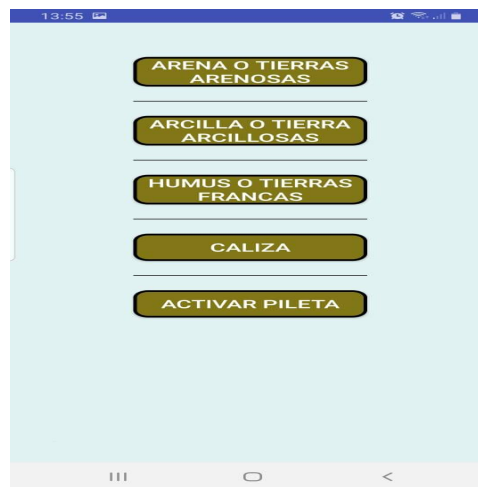 13:55
ARENA O TIERRAS
ARENOSAS
ARCILLA O TIERRA
ARCILLOSAS
HUMUS O TIERRAS
FRANCAS
CALIZA
ACTIVAR PILETA